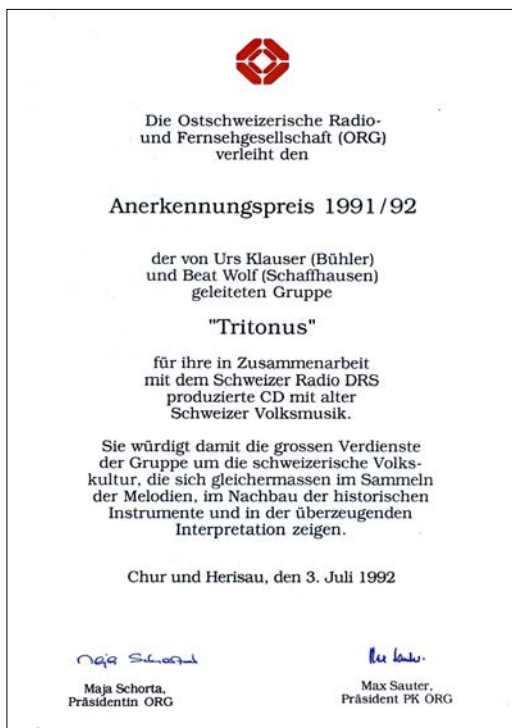 Die Ostschweizerische Radio-
und Fernsehgesellschaft (ORG)
verleiht den
Anerkennungspreis 1991/92
der von Urs Klauser (Bühler)
und Beat Wolf (Schaffhausen)
geleiteten Gruppe
"Tritonus"
für ihre in Zusammenarbeit
mit dem Schweizer Radio DRS
produzierte CD mit alter
Schweizer Volksmusik.
Sie würdigt damit die grossen Verdienste
der Gruppe um die schweizerische Volks-
kultur, die sich gleichermassen im Sammeln
der Melodien, im Nachbau der historischen
Instrumente und in der überzeugenden
Interpretation zeigen.
Chur und Herisau, den 3. Juli 1992
Maja Schorta
Maja Schorta,
Präsidentin ORG
Max Sauter,
Präsident PK ORG